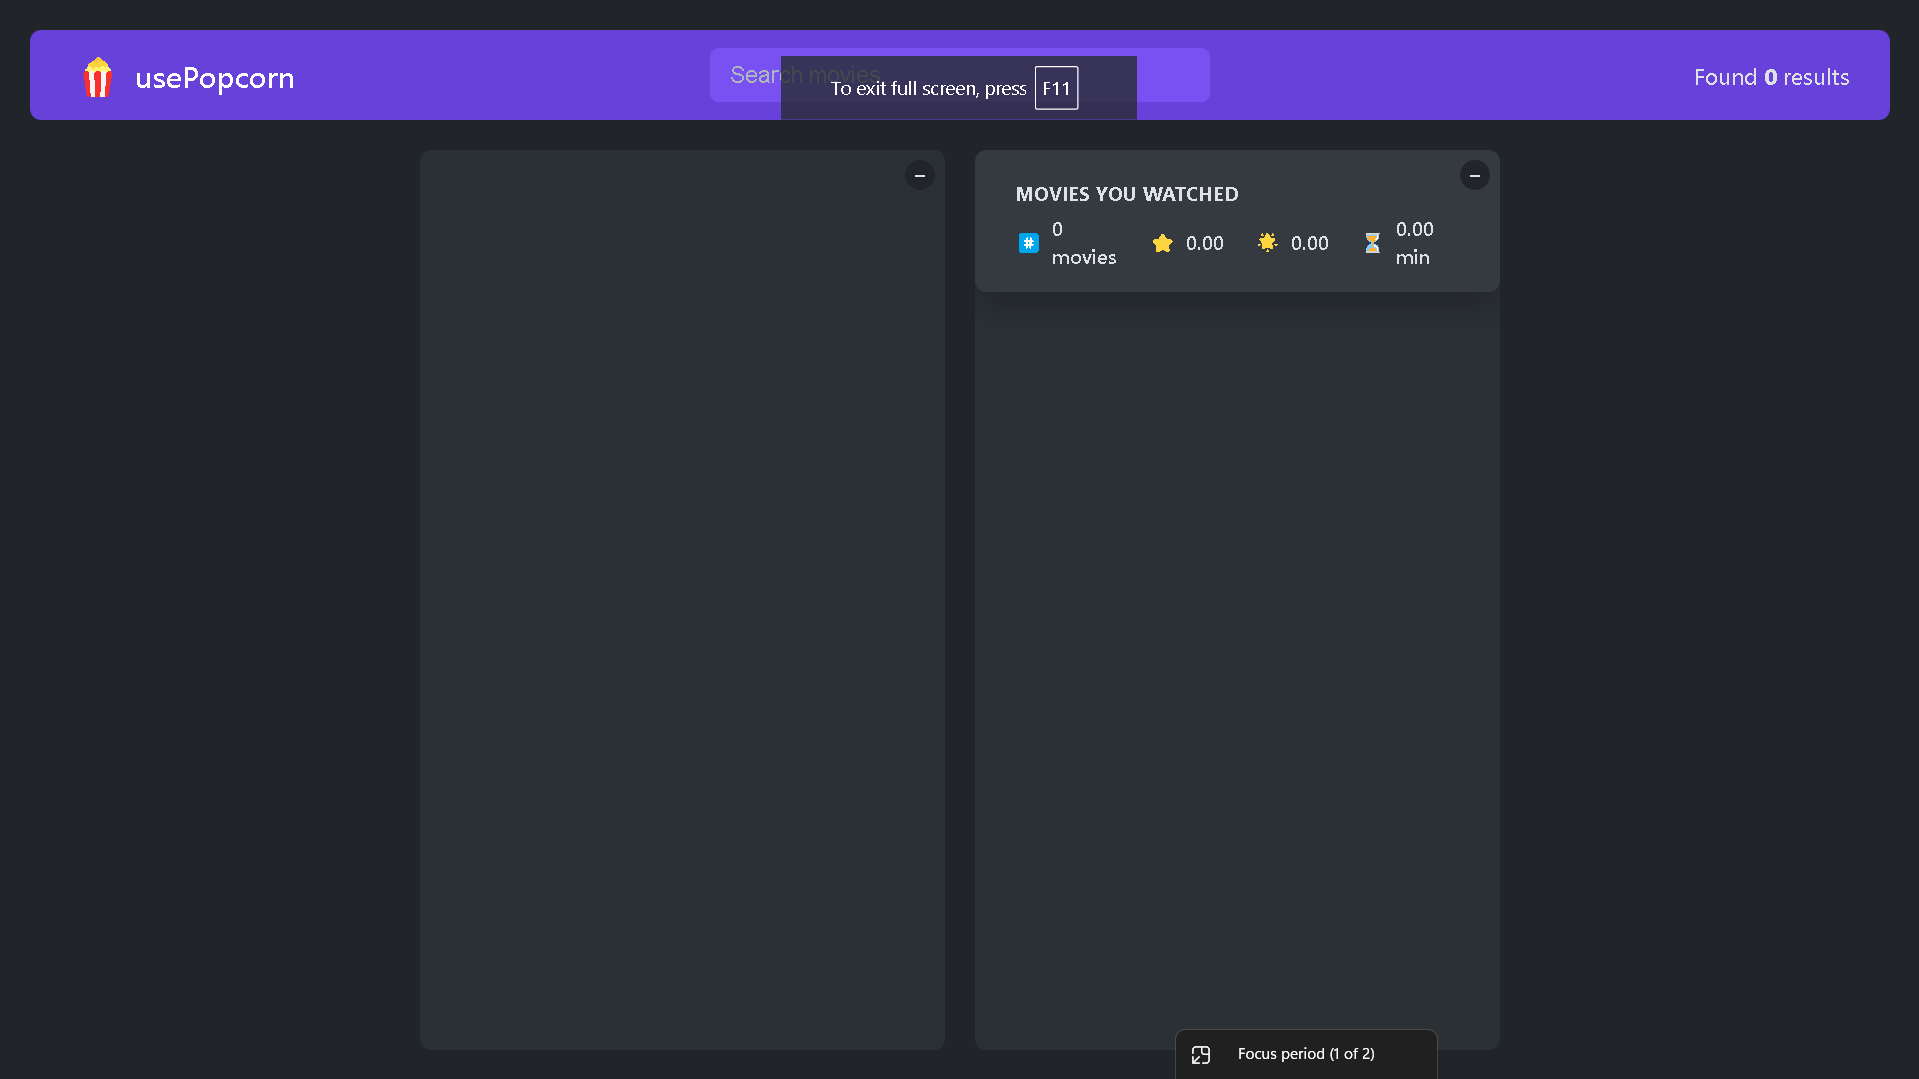 usePopcorn
Search movies...
To exit full screen, press F11
Found 0 results
MOVIES YOU WATCHED
0 movies
0.00
0.00
0.00 min
Focus period (1 of 2)